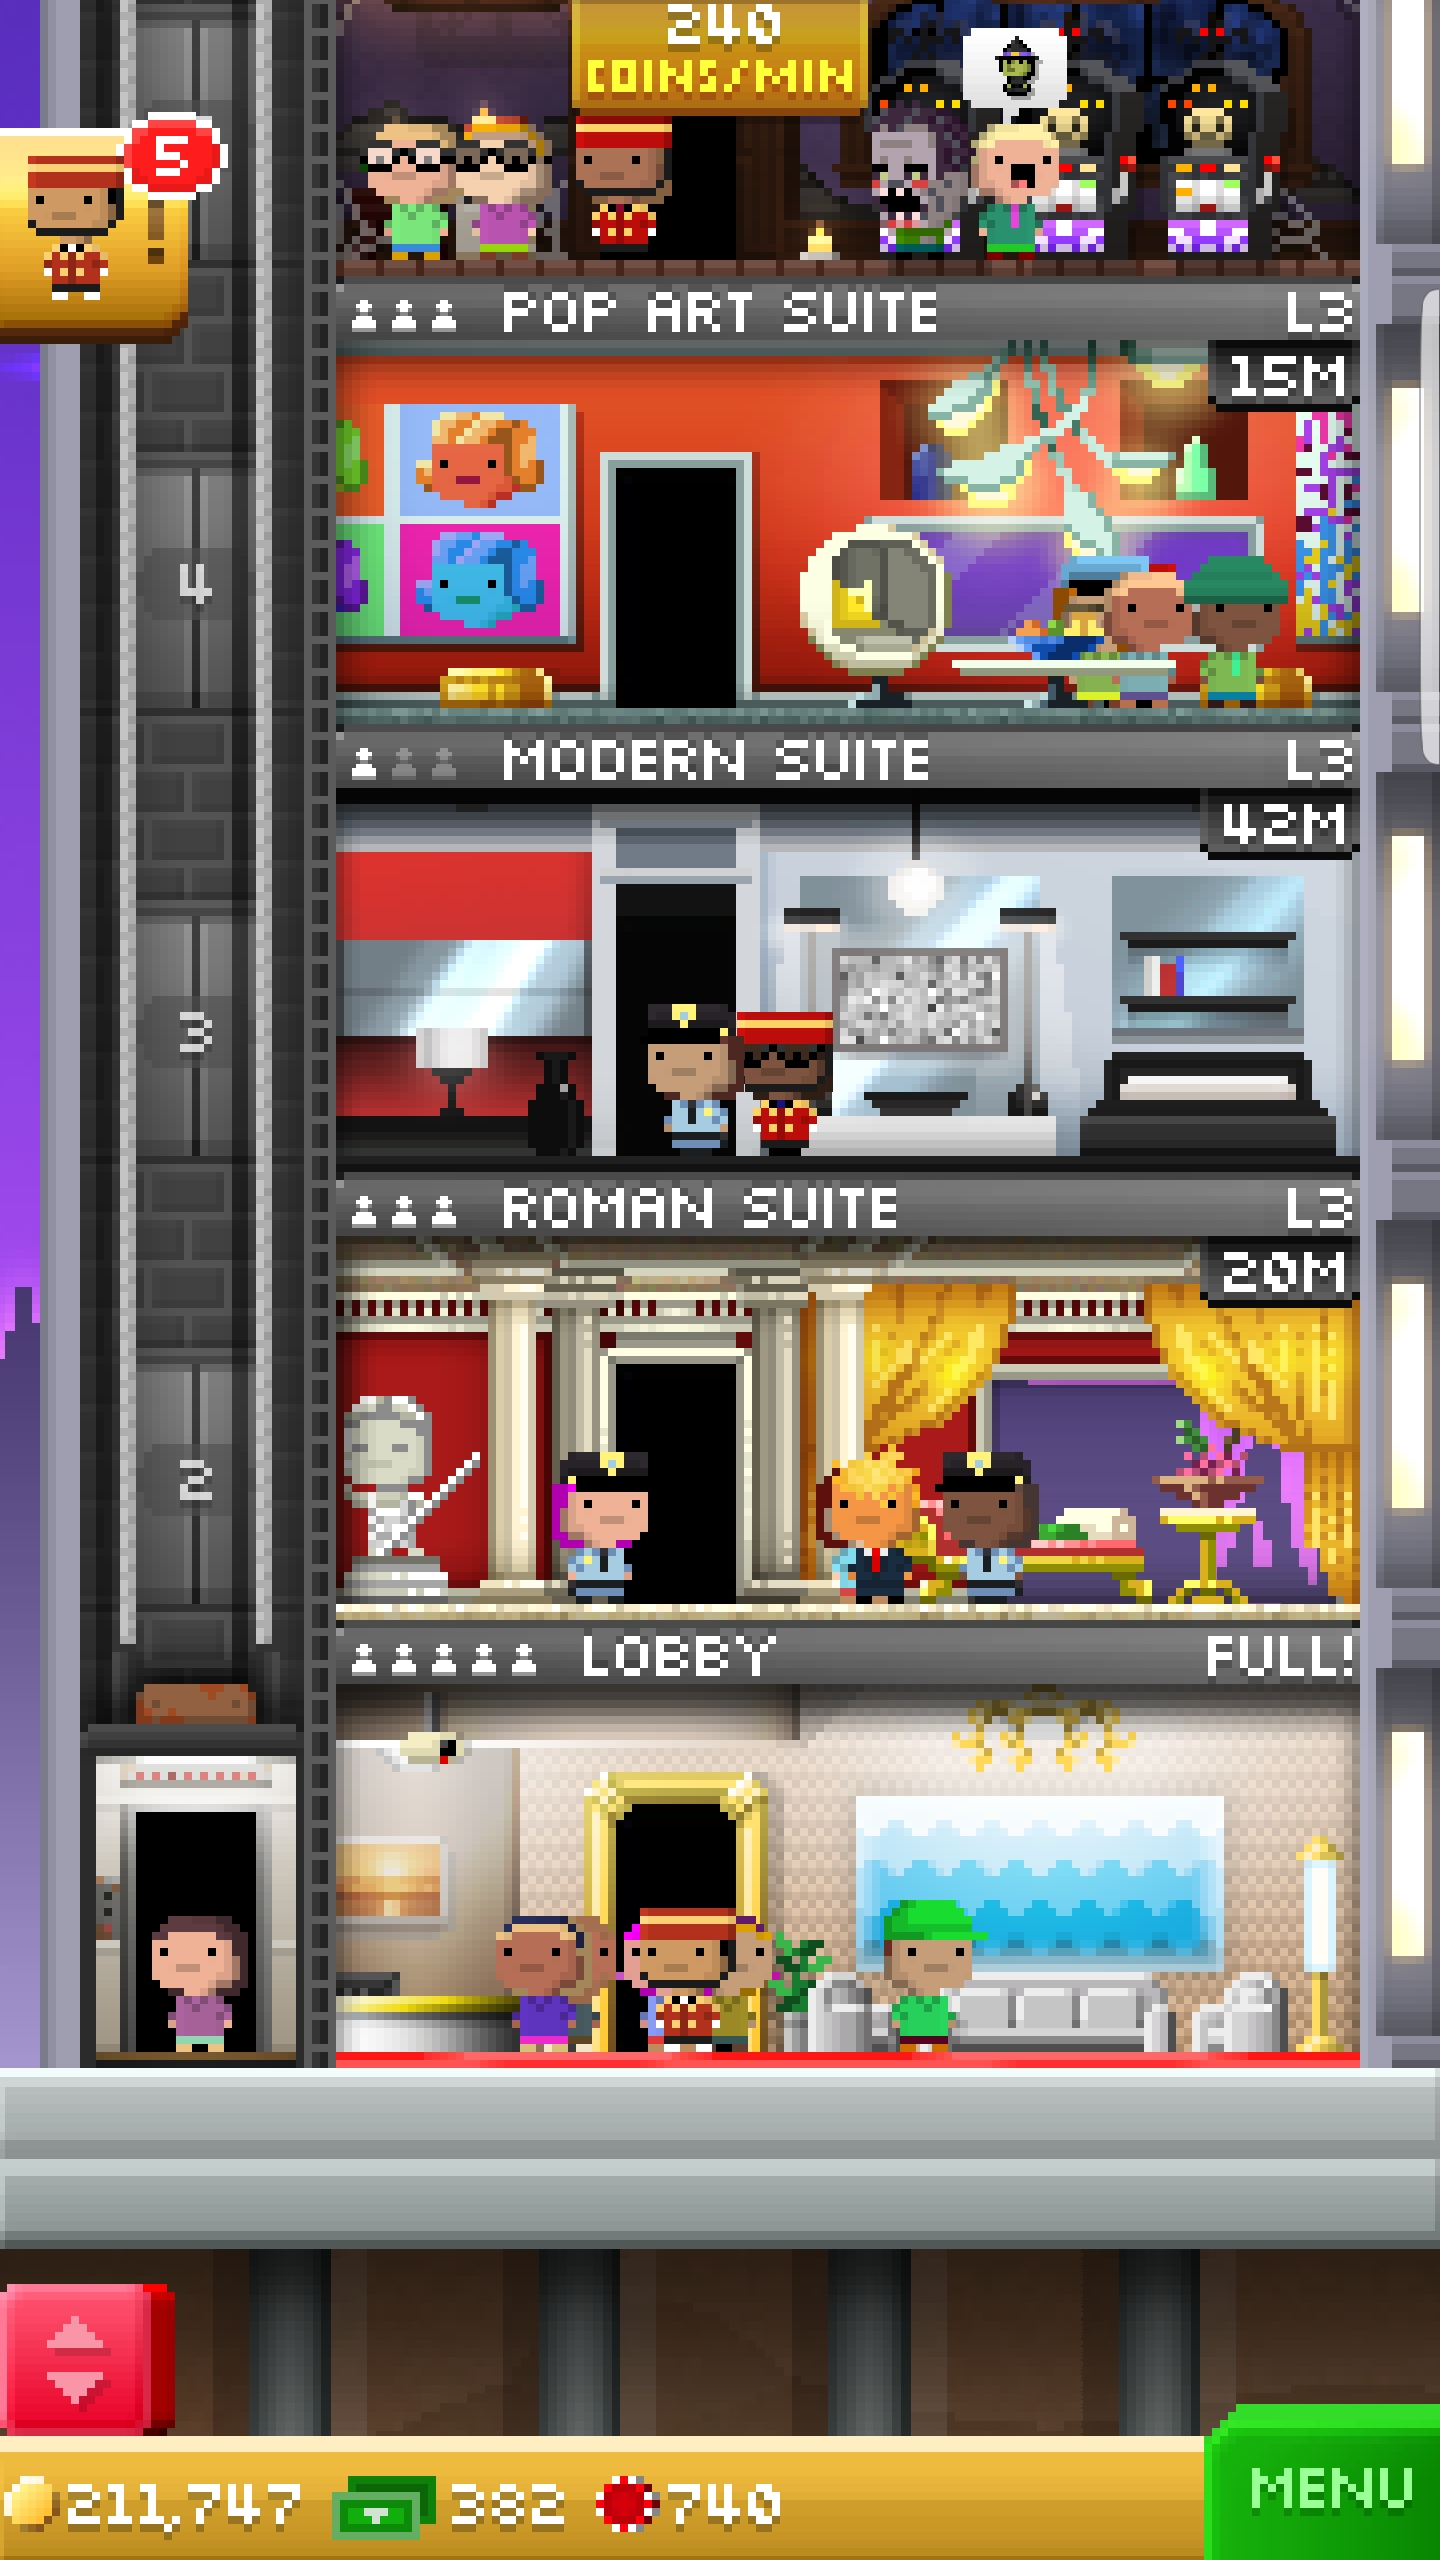 240
COINS/MIN
5
POP ART SUITE L3
15M
4
MODERN SUITE L3
42M
3
ROMAN SUITE L3
20M
2
LOBBY FULL!
211,747 382 740
MENU